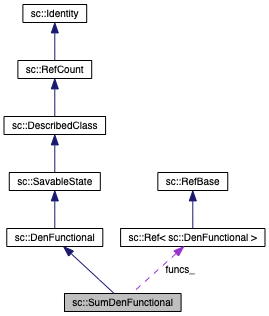 sc::Identity
sc::RefCount
sc::DescribedClass
sc::SavableState
sc::RefBase
sc::DenFunctional
sc::Ref< sc::DenFunctional >
funcs_
sc::SumDenFunctional